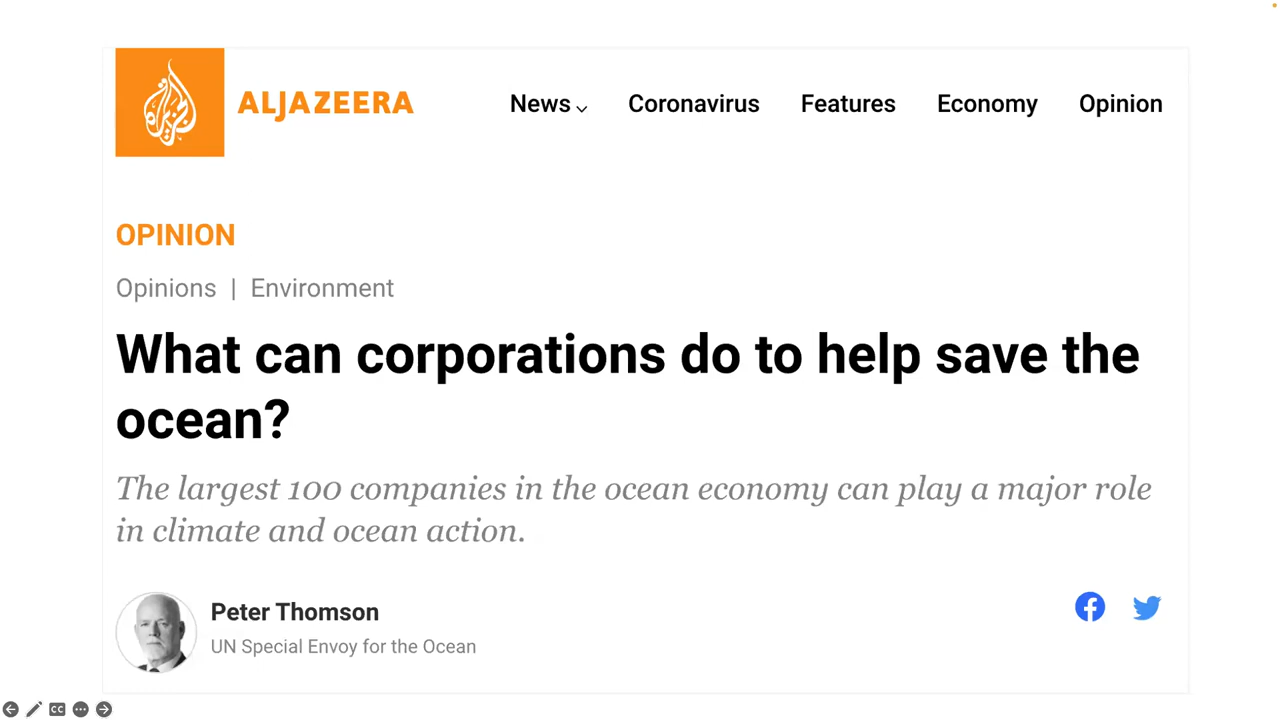 ALJAZEERA
News Coronavirus Features Economy Opinion
OPINION
Opinions | Environment
What can corporations do to help save the
ocean?
The largest 100 companies in the ocean economy can play a major role
in climate and ocean action.
Peter Thomson
UN Special Envoy for the Ocean
CC